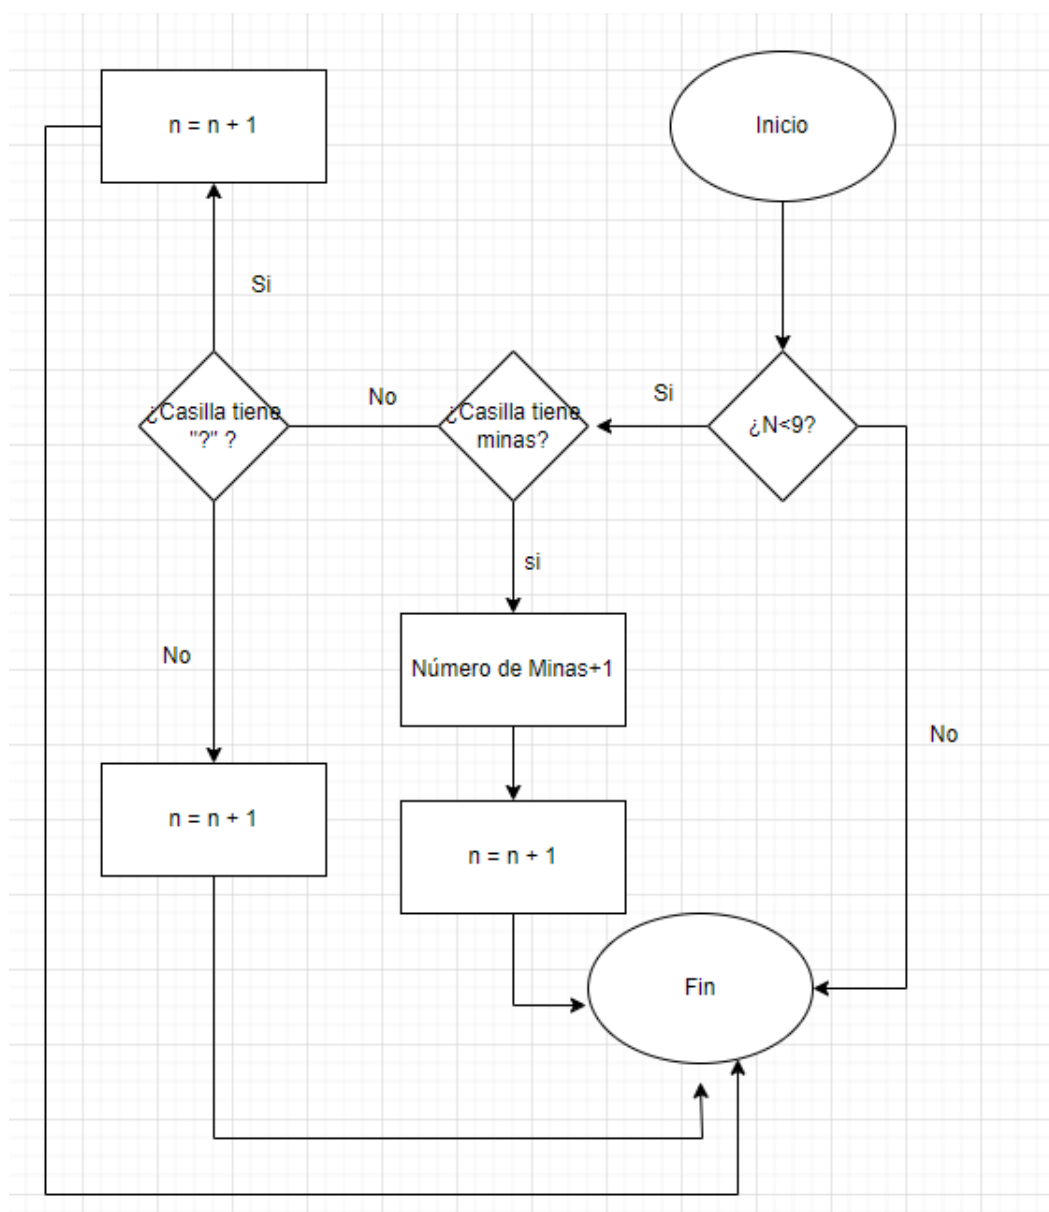 n = n + 1
Inicio
Si
¿Casilla tiene
"?" ?
No
¿Casilla tiene
minas?
Si
¿N<9?
si
No
Número de Minas+1
No
n = n + 1
n = n + 1
Fin